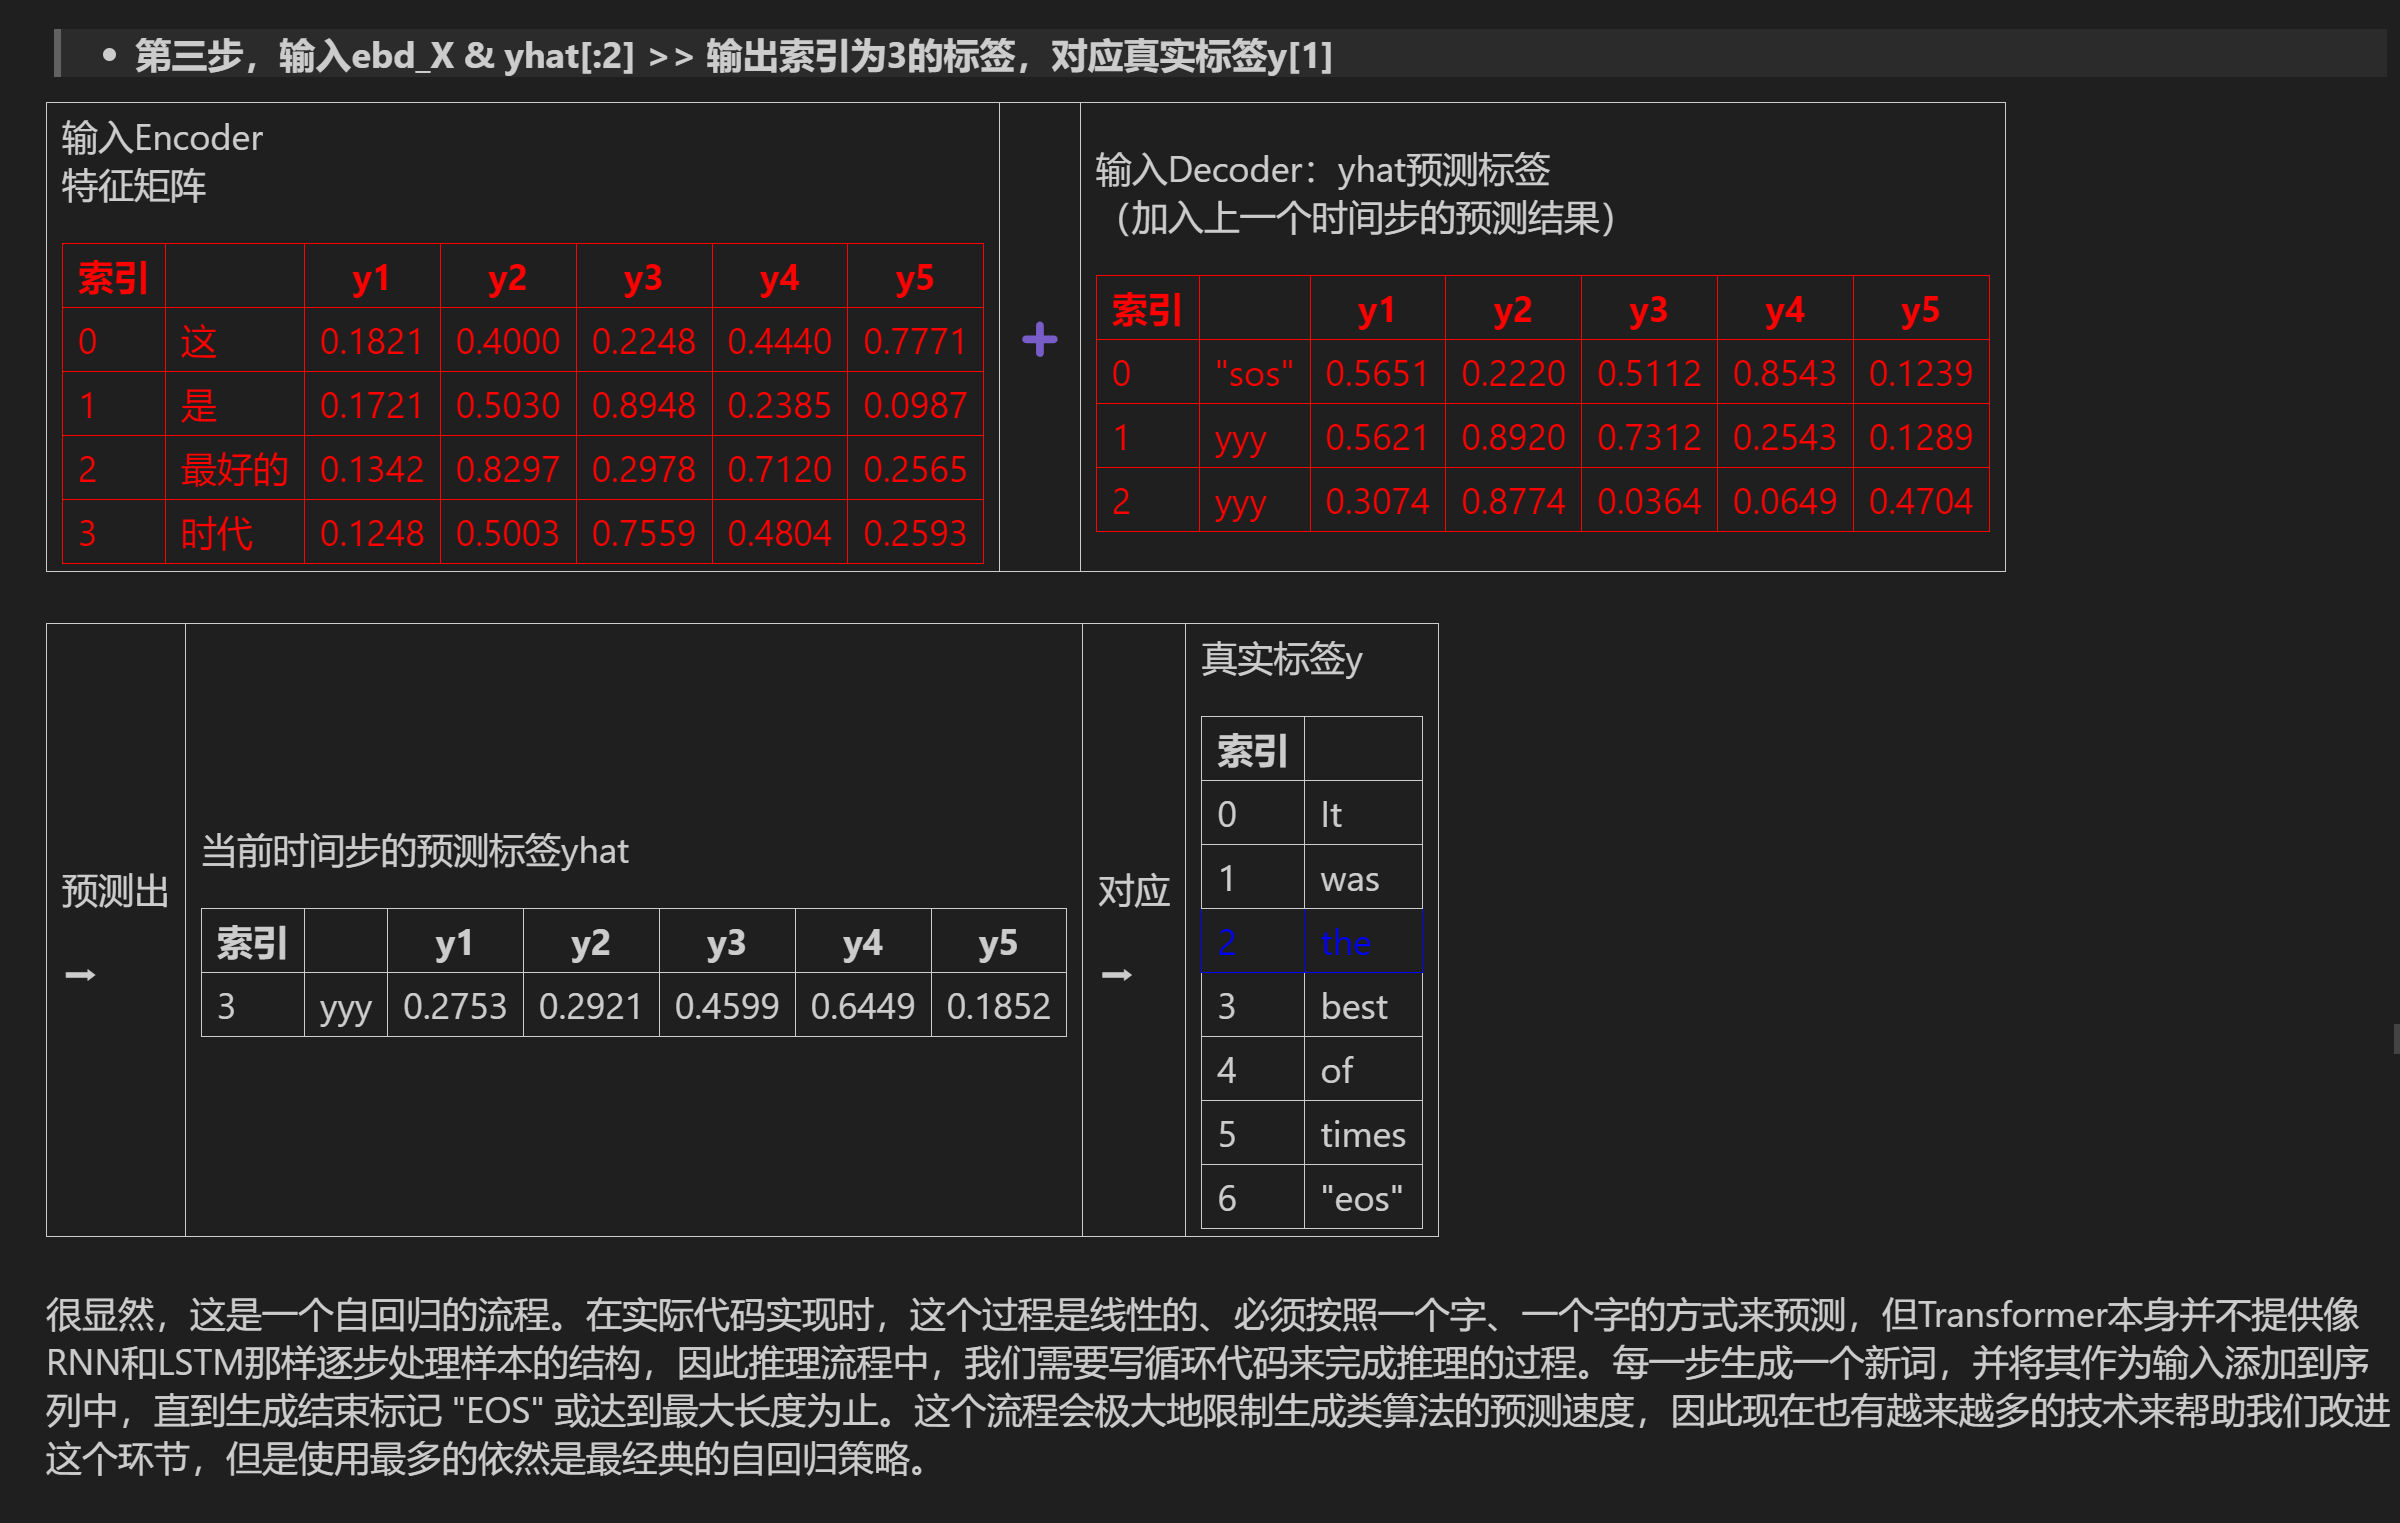 • 第三步，输入ebd_X & yhat[:2] >> 输出索引为3的标签，对应真实标签y[1]
输入Encoder
特征矩阵
索引 y1 y2 y3 y4 y5
0 这 0.1821 0.4000 0.2248 0.4440 0.7771
1 是 0.1721 0.5030 0.8948 0.2385 0.0987
2 最好的 0.1342 0.8297 0.2978 0.7120 0.2565
3 时代 0.1248 0.5003 0.7559 0.4804 0.2593
+
输入Decoder：yhat预测标签
（加入上一个时间步的预测结果）
索引 y1 y2 y3 y4 y5
0 "sos" 0.5651 0.2220 0.5112 0.8543 0.1239
1 yyy 0.5621 0.8920 0.7312 0.2543 0.1289
2 yyy 0.3074 0.8774 0.0364 0.0649 0.4704
预测出
→
当前时间步的预测标签yhat
索引 y1 y2 y3 y4 y5
3 yyy 0.2753 0.2921 0.4599 0.6449 0.1852
对应
→
真实标签y
索引
0 It
1 was
2 the
3 best
4 of
5 times
6 "eos"
很显然，这是一个自回归的流程。在实际代码实现时，这个过程是线性的、必须按照一个字、一个字的方式来预测，但Transformer本身并不提供像
RNN和LSTM那样逐步处理样本的结构，因此推理流程中，我们需要写循环代码来完成推理的过程。每一步生成一个新词，并将其作为输入添加到序
列中，直到生成结束标记 "EOS" 或达到最大长度为止。这个流程会极大地限制生成类算法的预测速度，因此现在也有越来越多的技术来帮助我们改进
这个环节，但是使用最多的依然是最经典的自回归策略。